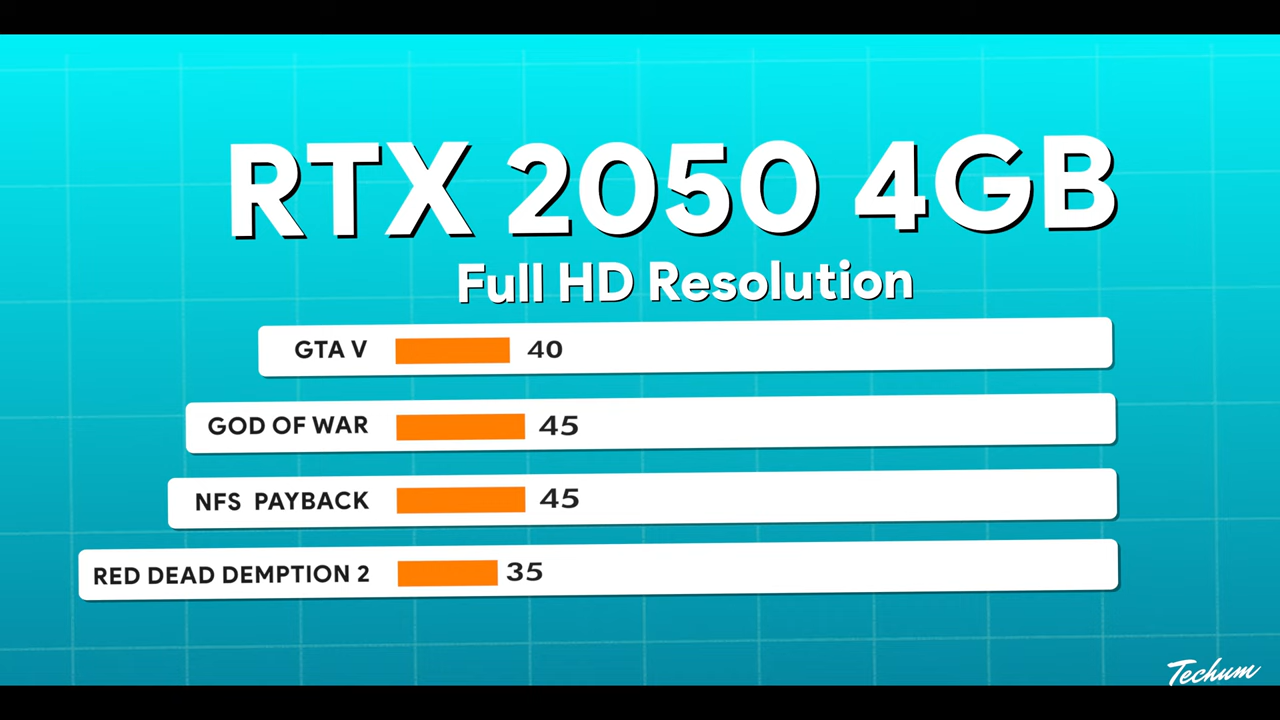 RTX 2050 4GB
Full HD Resolution
GTA V 40
GOD OF WAR 45
NFS PAYBACK 45
RED DEAD DEMPTION 2 35
Techum